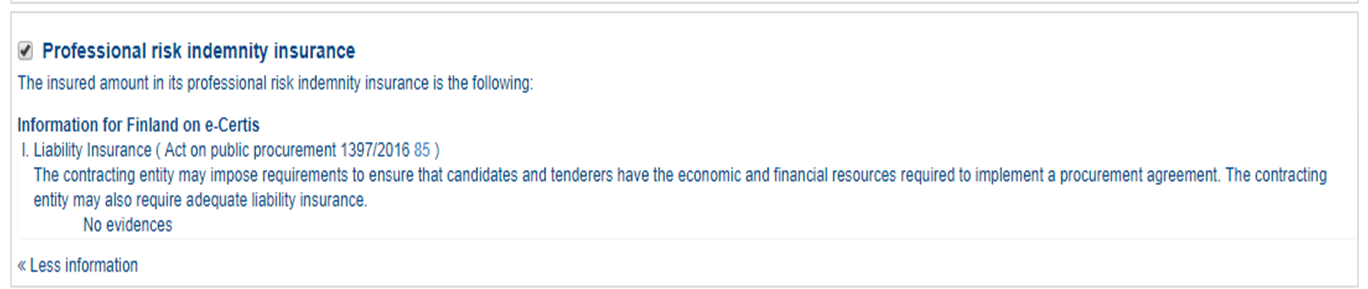 Professional risk indemnity insurance
The insured amount in its professional risk indemnity insurance is the following:
Information for Finland on e-Certis
I. Liability Insurance ( Act on public procurement 1397/2016 85 )
The contracting entity may impose requirements to ensure that candidates and tenderers have the economic and financial resources required to implement a procurement agreement. The contracting
entity may also require adequate liability insurance.
No evidences
« Less information